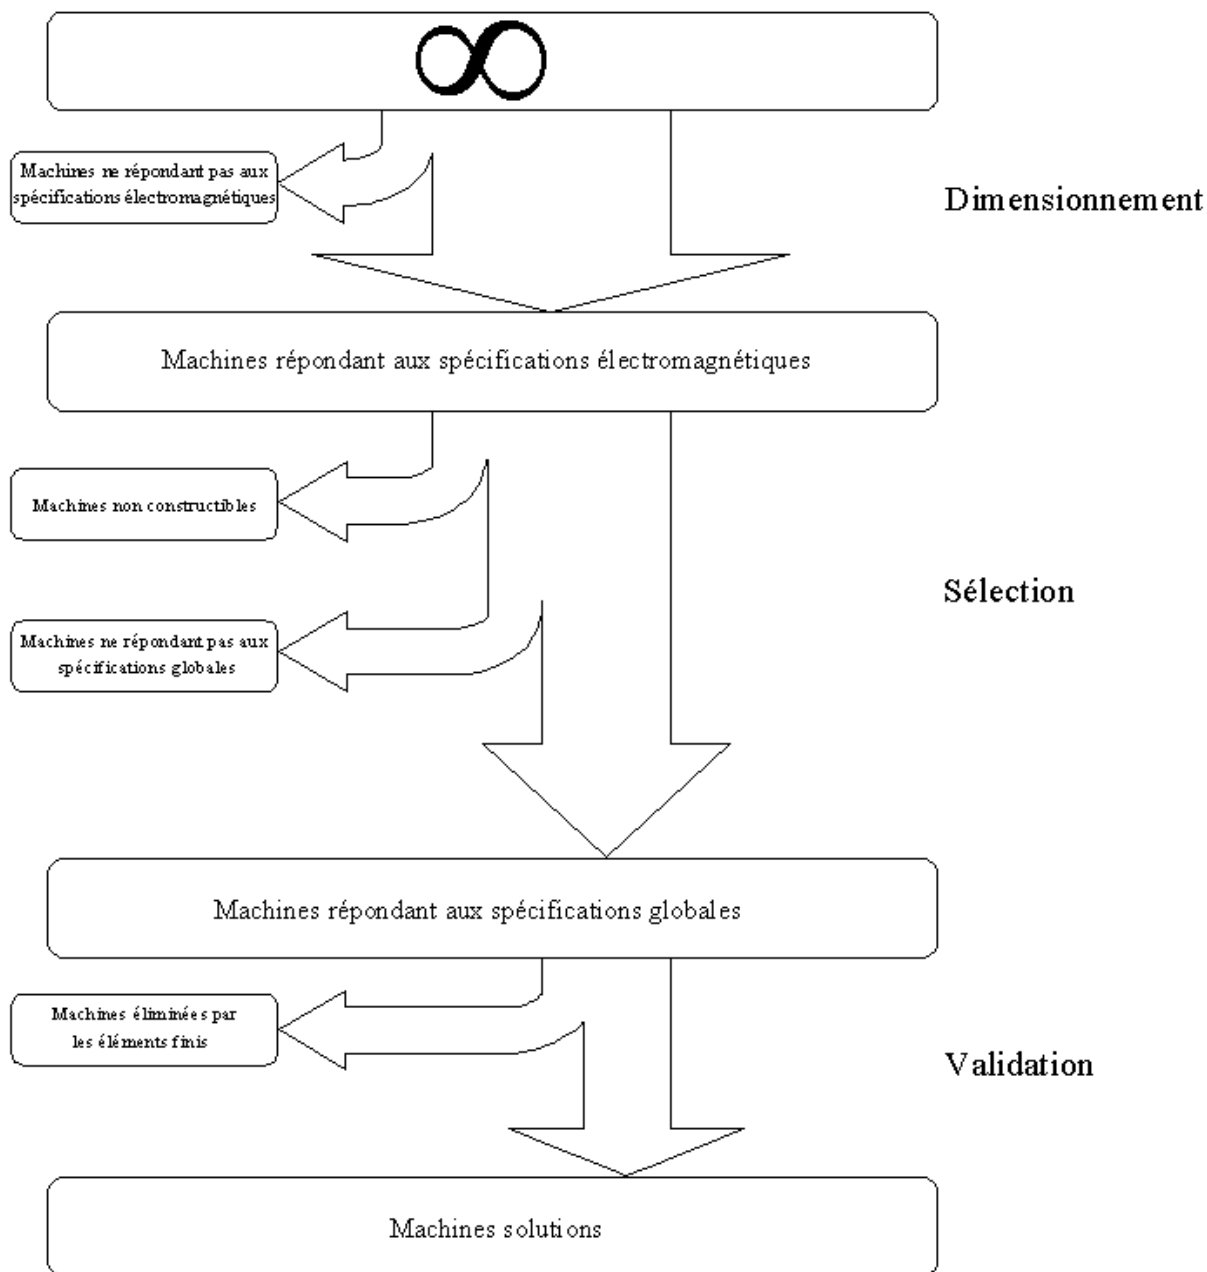 ∞
Machines ne répondant pas aux
spécifications électromagnétiques
Dimensionnement
Machines répondant aux spécifications électromagnétiques
Machines non constructibles
Sélection
Machines ne répondant pas aux
spécifications globales
Machines répondant aux spécifications globales
Machines éliminées par
les éléments finis
Validation
Machines solutions